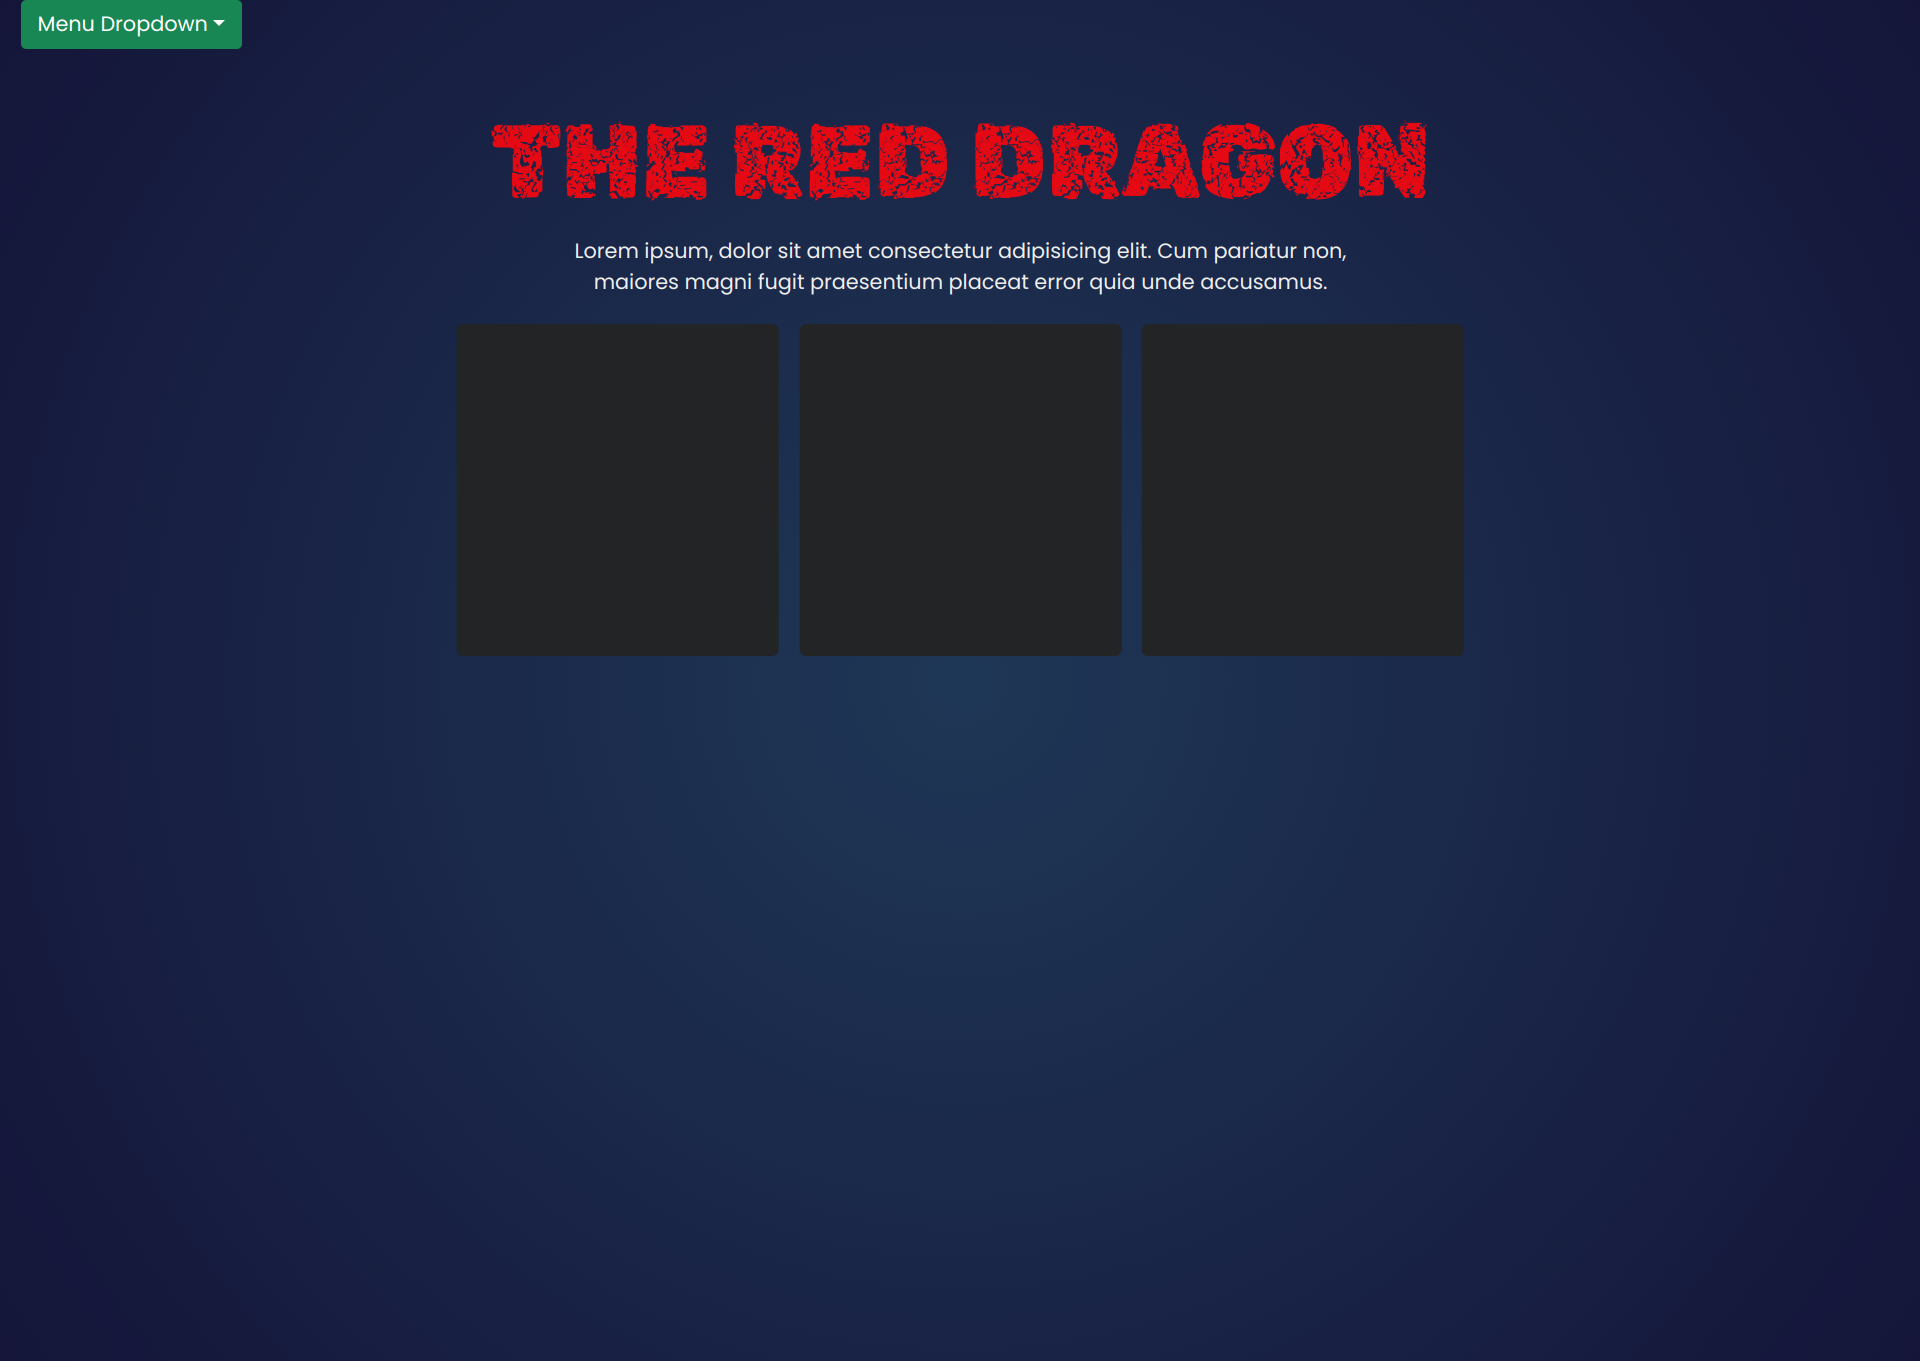 Menu Dropdown
THE RED DRAGON
Lorem ipsum, dolor sit amet consectetur adipisicing elit. Cum pariatur non,
maiores magni fugit praesentium placeat error quia unde accusamus.